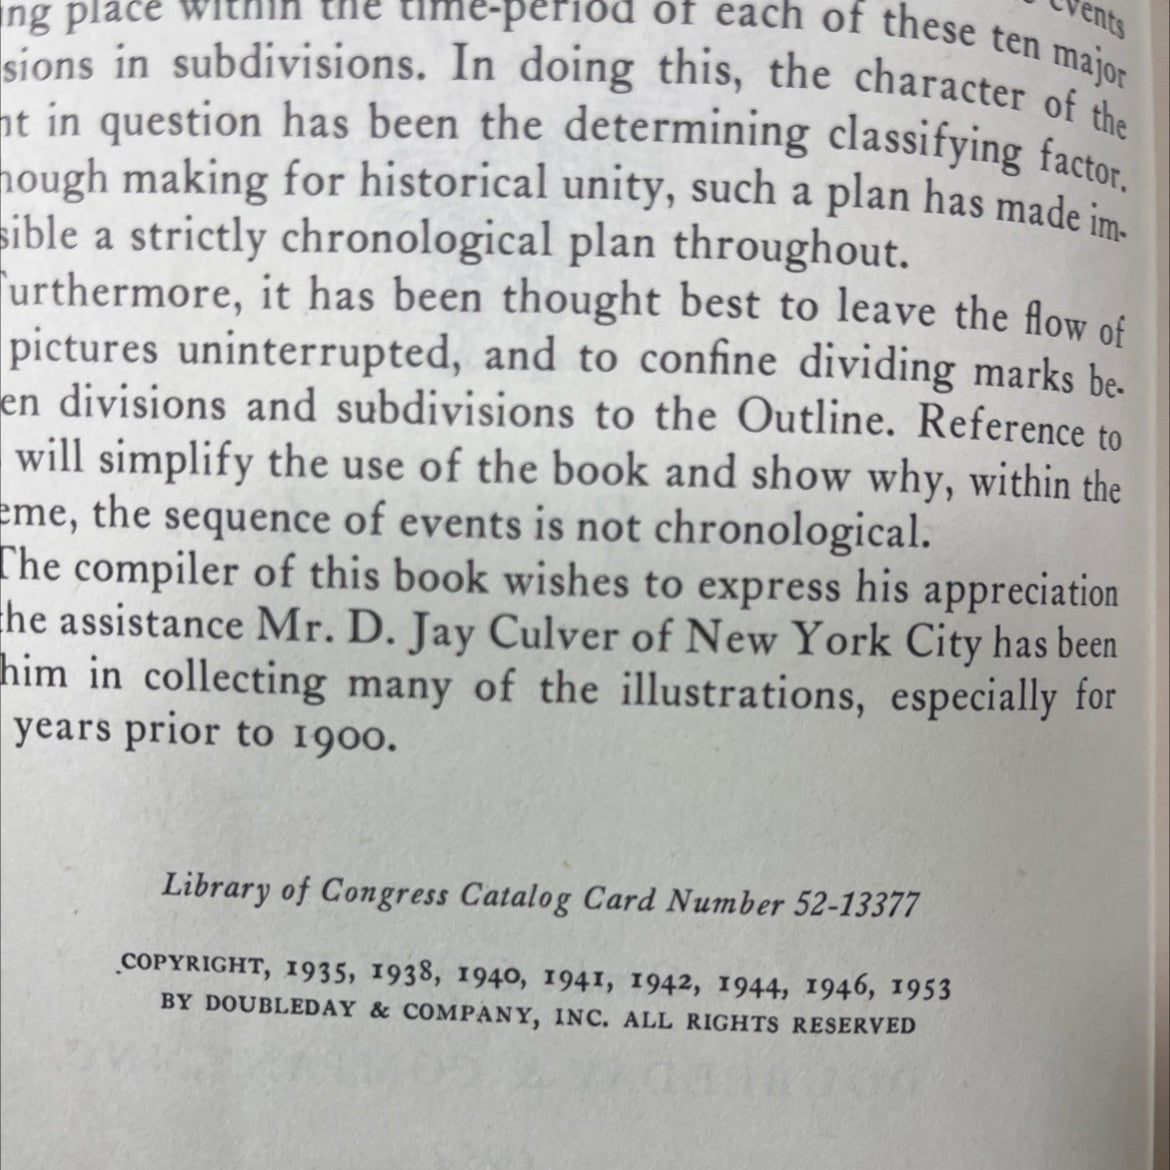 ing place within the time-period of each of these ten major events
sions in subdivisions. In doing this, the character of the
nt in question has been the determining classifying factor.
hough making for historical unity, such a plan has made im-
sible a strictly chronological plan throughout.
urthermore, it has been thought best to leave the flow of
pictures uninterrupted, and to confine dividing marks be-
en divisions and subdivisions to the Outline. Reference to
will simplify the use of the book and show why, within the
eme, the sequence of events is not chronological.
The compiler of this book wishes to express his appreciation
the assistance Mr. D. Jay Culver of New York City has been
him in collecting many of the illustrations, especially for
years prior to 1900.
Library of Congress Catalog Card Number 52-13377
COPYRIGHT, 1935, 1938, 1940, 1941, 1942, 1944, 1946, 1953
BY DOUBLEDAY & COMPANY, INC. ALL RIGHTS RESERVED